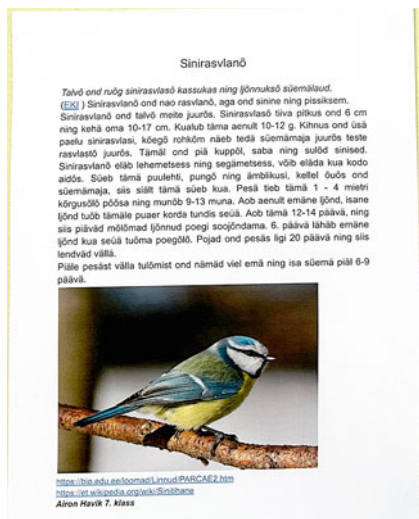 Sinirasvlanõ
Talvõ ond ruõg sinirasvlasõ kassukas ning ljõnnuksõ süemälaud.
(EKI ) Sinirasvlanõ ond nao rasvlanõ, aga ond sinine ning pissiksem.
Sinirasvlanõ ond talvõ meite juurõs. Sinirasvlasõ tiiva pitkus ond 6 cm
ning kehä oma 10-17 cm. Kualub täma aenult 10-12 g. Kihnus ond üsä
paelu sinirasvlasi, kõegõ rohkõm näeb tedä süemämaja juurõs teste
rasvlastõ juurõs. Tämäl ond piä kuppõl, saba ning sulõd sinised.
Sinirasvlanõ eläb lehemetsess ning segämetsess, võib eläda kua kodo
aidõs. Süeb tämä puulehti, pungõ ning ämblikusi, kellel õuõs ond
süemämaja, siis siält tämä süeb kua. Pesä tieb tämä 1 - 4 mietri
kõrgusõlõ põõsa ning munõb 9-13 muna. Aob aenult emäne ljõnd, isane
ljõnd tuõb tämäle puaer korda tundis seüä. Aob tämä 12-14 päävä, ning
siis piäväd mõlõmad ljõnnud poegi soojõndama. 6. päävä lähäb emäne
ljõnd kua seüä tuõma poegõlõ. Pojad ond pesäs ligi 20 päävä ning siis
lendväd vällä.
Piäle pesäst välla tulõmist ond nämäd viel emä ning isa süemä piäl 6-9
päävä.
https://bio.edu.ee/loomad/Linnud/PARCAE2.htm
https://et.wikipedia.org/wiki/Sinitihane
Airon Havik 7. klass